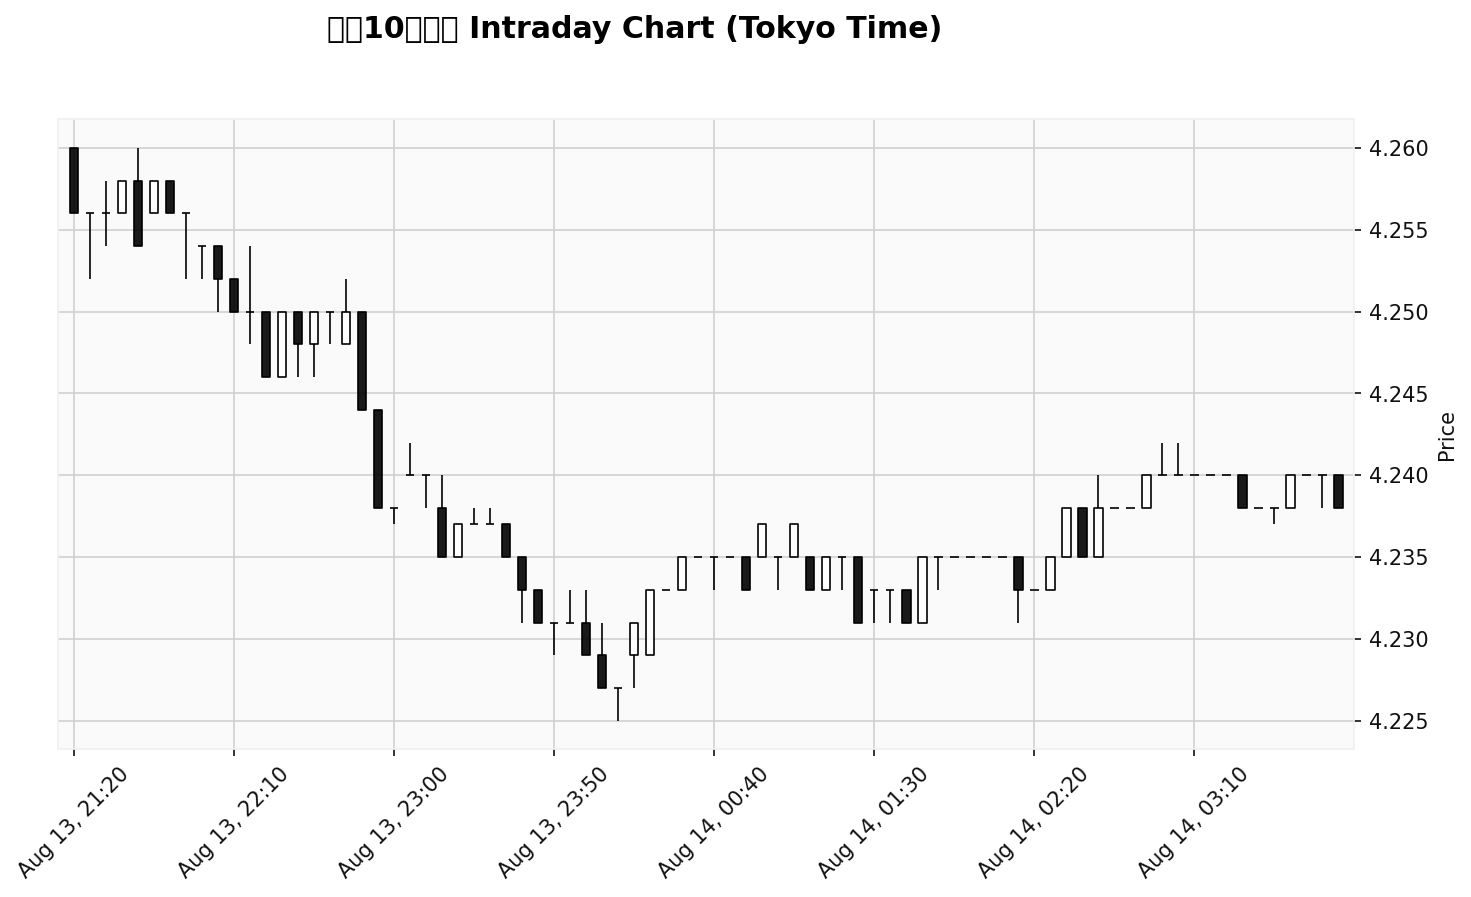 10 Intraday Chart (Tokyo Time)
4.260
4.255
4.250
4.245
4.240
4.235
4.230
4.225
Price
Aug 13, 21:20
Aug 13, 22:10
Aug 13, 23:00
Aug 13, 23:50
Aug 14, 00:40
Aug 14, 01:30
Aug 14, 02:20
Aug 14, 03:10